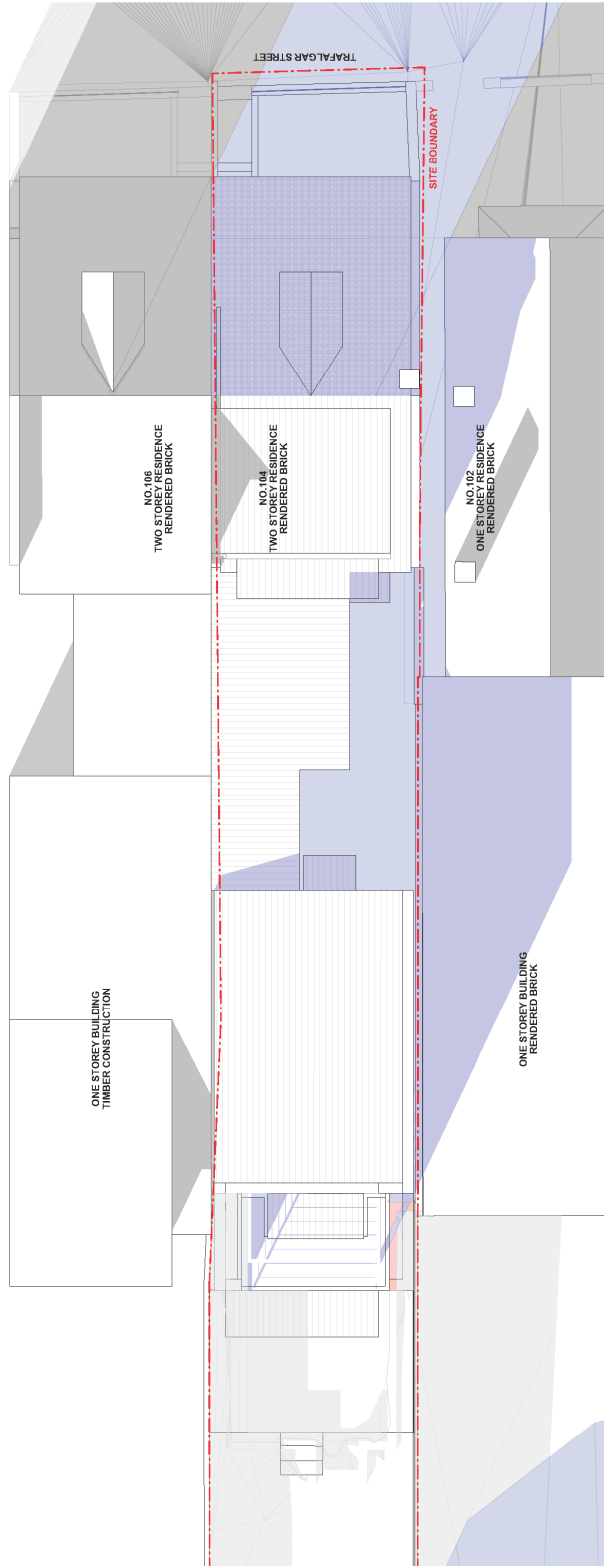 TRAFALGAR STREET
SITE BOUNDARY
NO.106
TWO STOREY RESIDENCE
RENDERED BRICK
NO.104
TWO STOREY RESIDENCE
RENDERED BRICK
NO.102
ONE STOREY RESIDENCE
RENDERED BRICK
ONE STOREY BUILDING
TIMBER CONSTRUCTION
ONE STOREY BUILDING
RENDERED BRICK